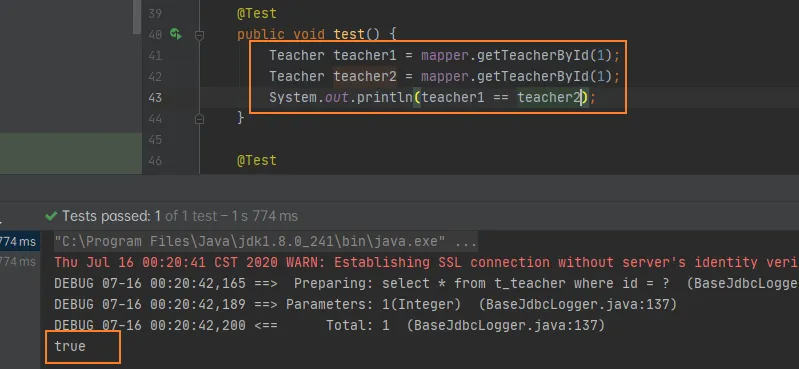 39 @Test
40 public void test() {
41 Teacher teacher1 = mapper.getTeacherById(1);
42 Teacher teacher2 = mapper.getTeacherById(1);
43 System.out.println(teacher1 == teacher2);
44 }
45
46 @Test
Tests passed: 1 of 1 test – 1 s 774 ms
774 ms "C:\Program Files\Java\jdk1.8.0_241\bin\java.exe" ...
774 ms Thu Jul 16 00:20:41 CST 2020 WARN: Establishing SSL connection without server's identity veri
DEBUG 07-16 00:20:42,165 ==>  Preparing: select * from t_teacher where id = ?  (BaseJdbcLogger
DEBUG 07-16 00:20:42,189 ==> Parameters: 1(Integer)  (BaseJdbcLogger.java:137)
DEBUG 07-16 00:20:42,200 <==      Total: 1  (BaseJdbcLogger.java:137)
true